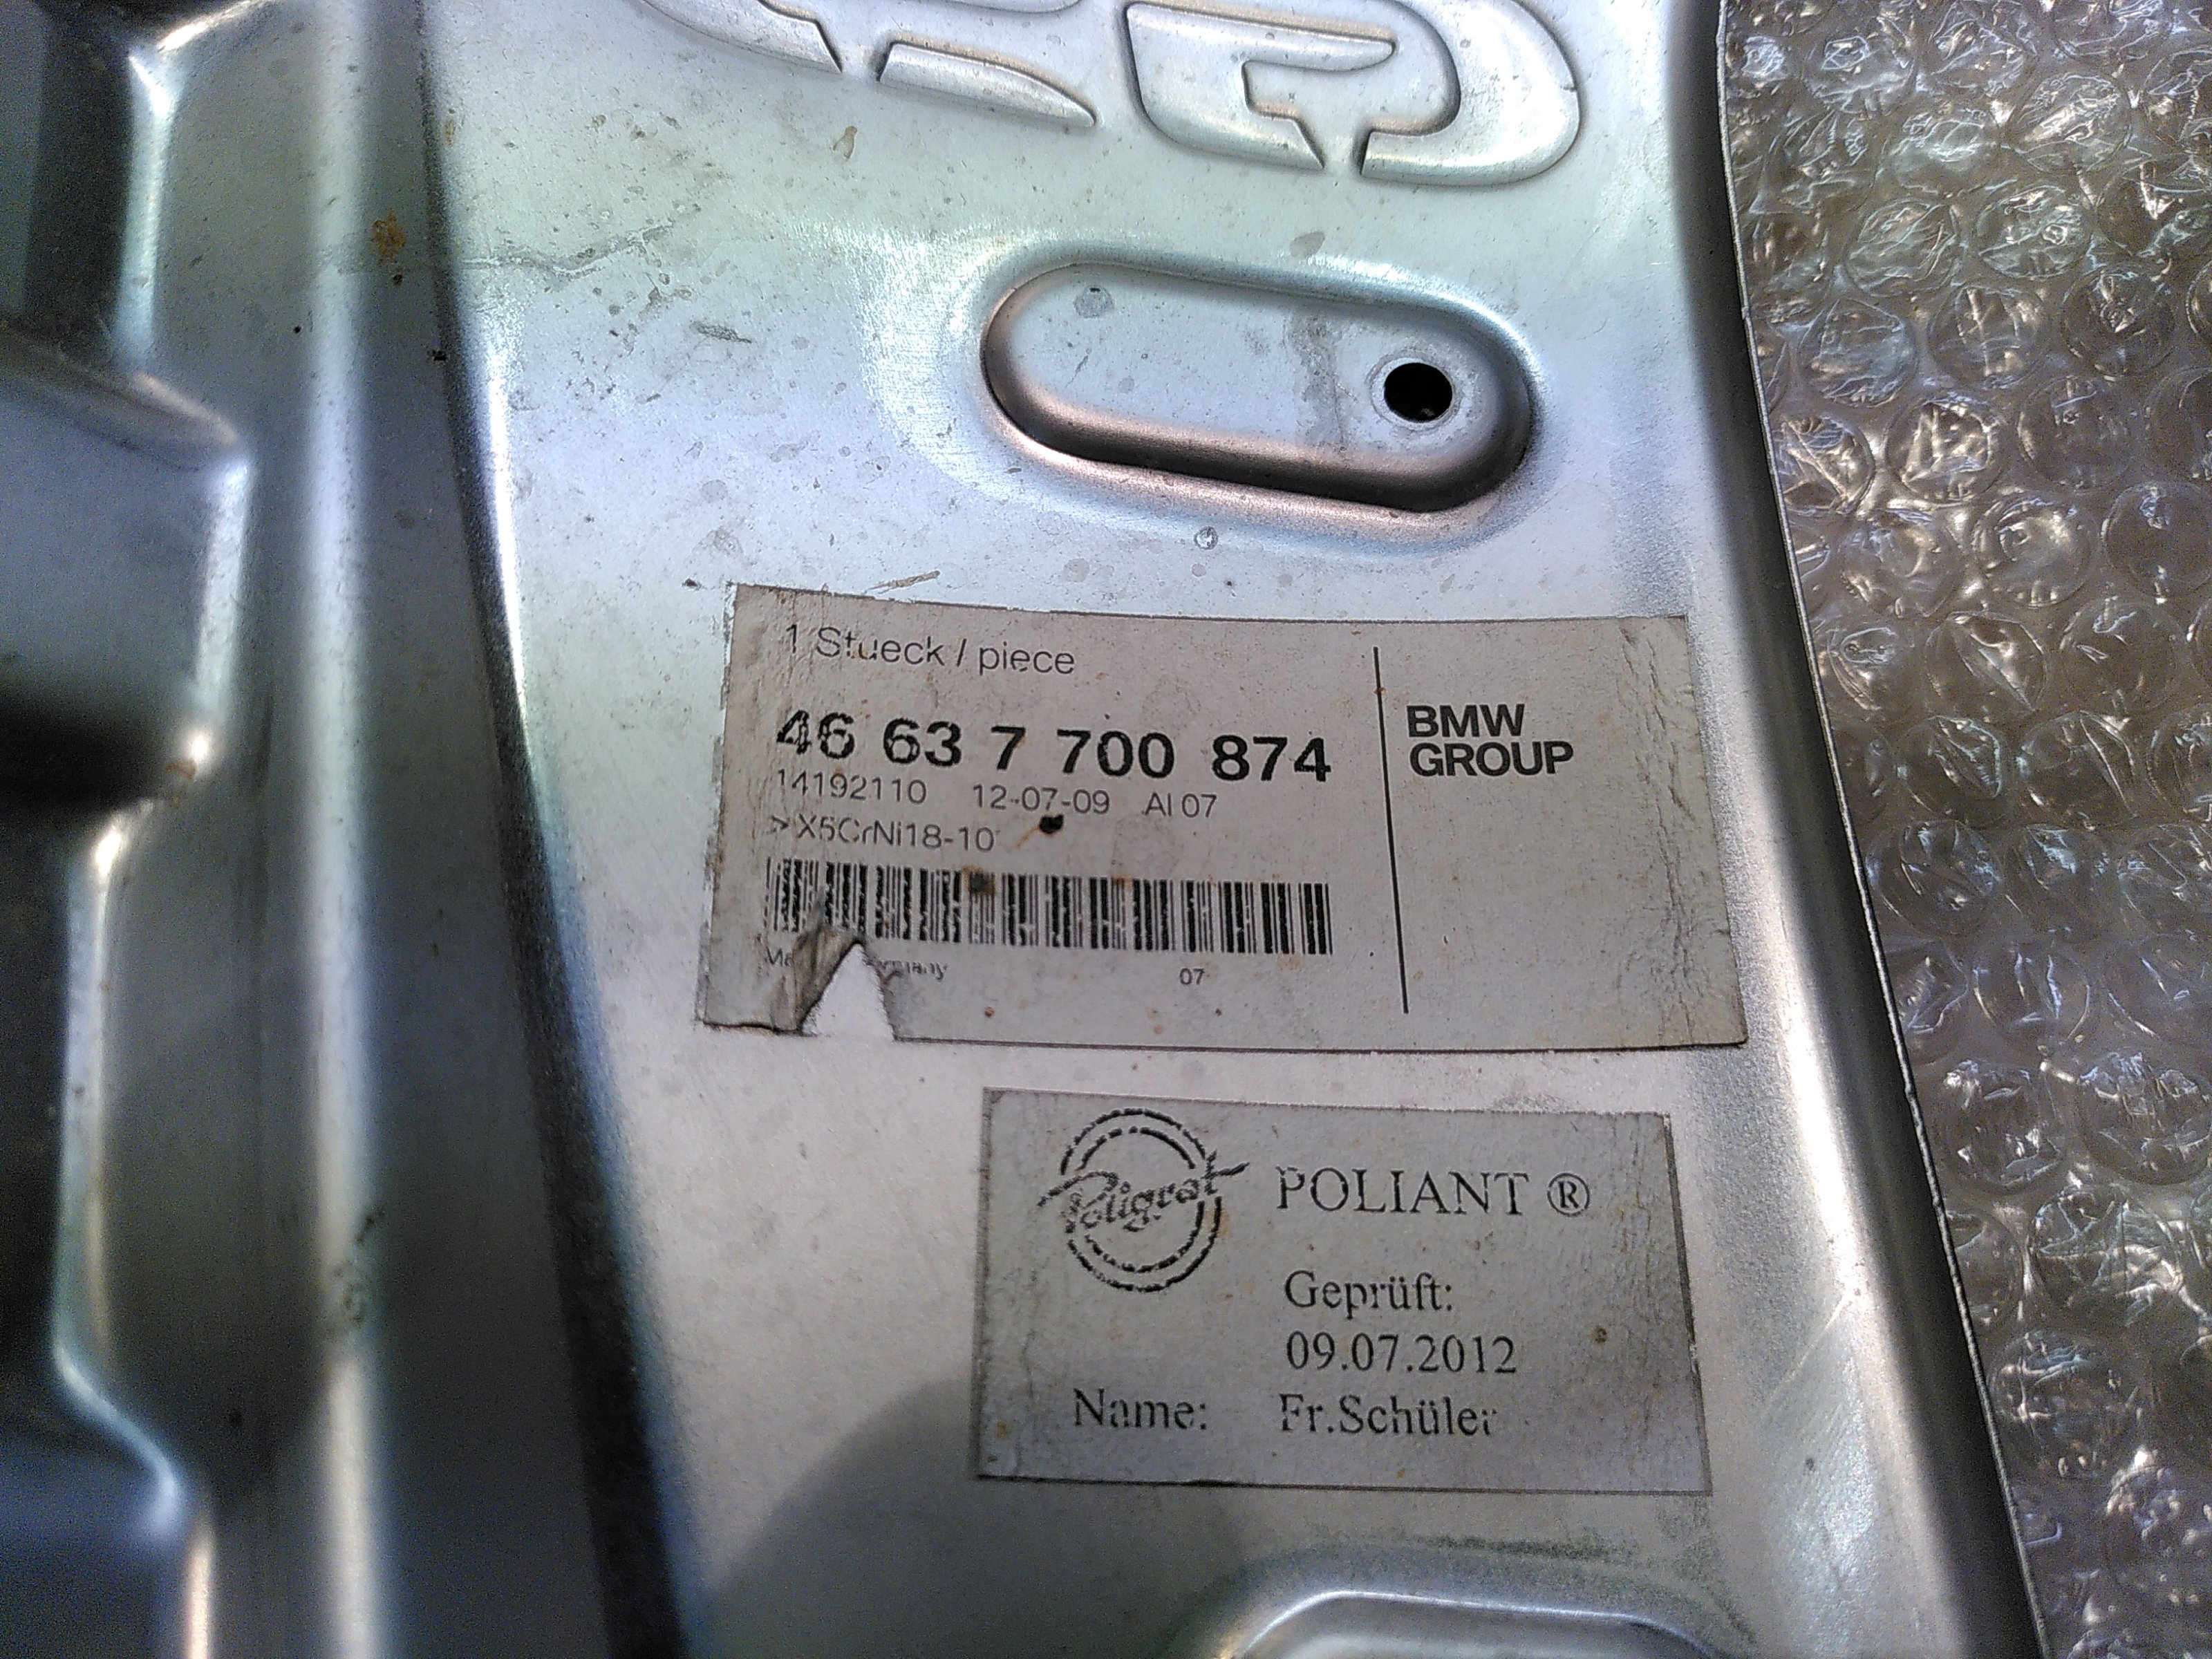 1 Stueck / piece
46 63 7 700 874
14192110 12-07-09 AI 07
>X5CrNi18-10
07
BMW
GROUP
Poligrat
POLIANT ®
Geprüft:
09.07.2012
Name: Fr.Schüler